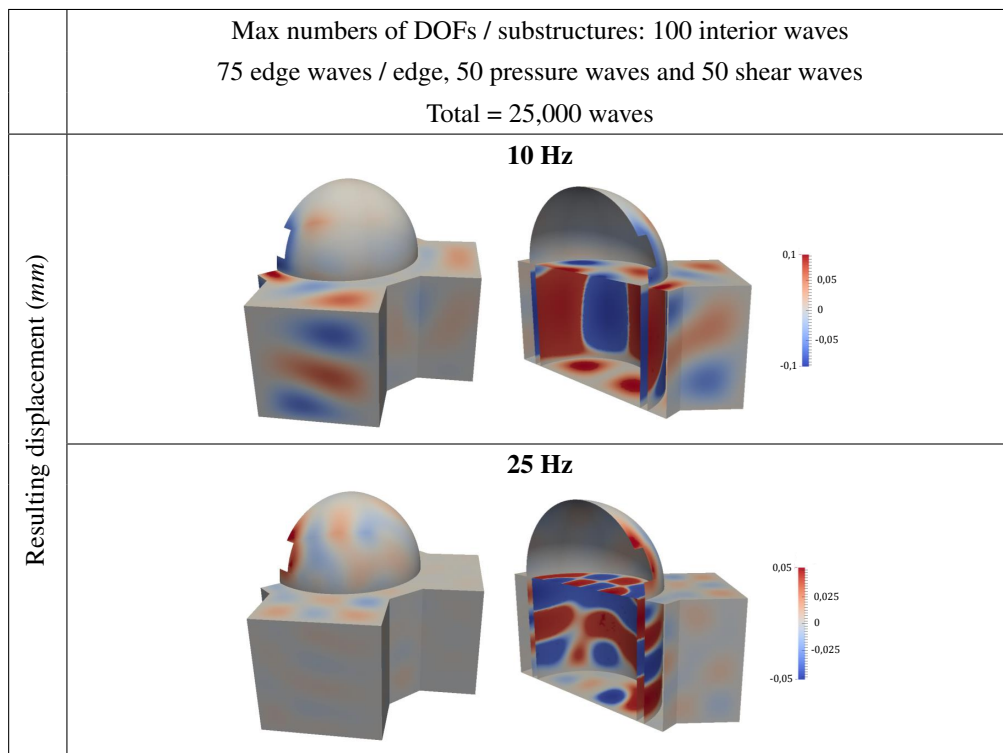 Max numbers of DOFs / substructures: 100 interior waves
75 edge waves / edge, 50 pressure waves and 50 shear waves
Total = 25,000 waves
Resulting displacement (mm)
10 Hz
0,1
0,05
0
-0,05
-0,1
25 Hz
0,05
0,025
0
-0,025
-0,05